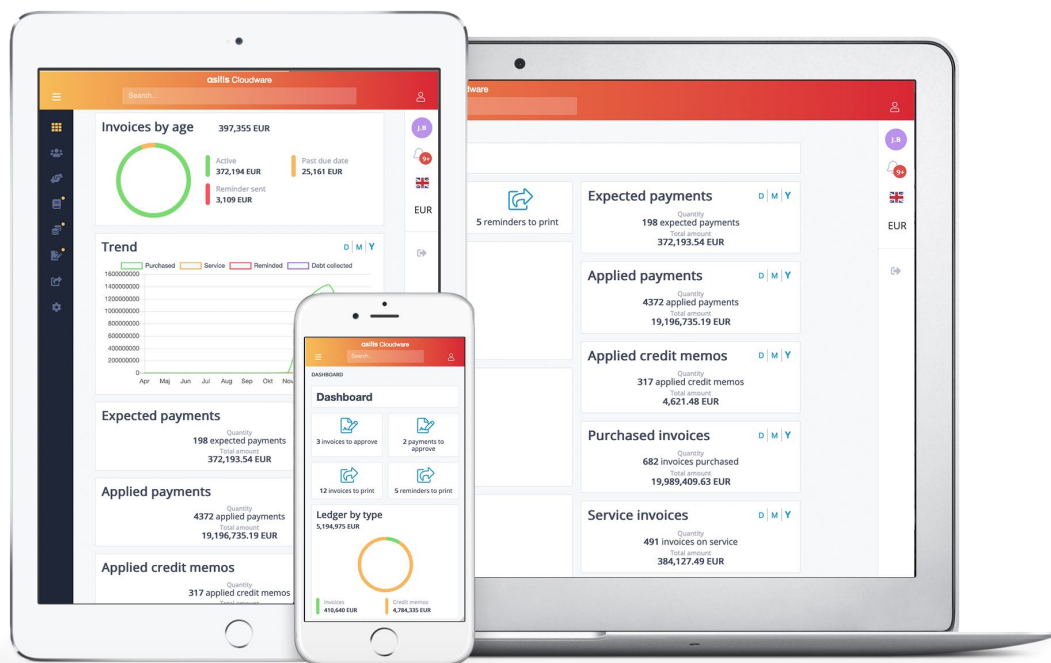 asitis Cloudware
Search...
Invoices by age 397,355 EUR
Active
372,194 EUR
Past due date
25,161 EUR
Reminder sent
3,109 EUR
J.B
9+
EUR
Trend D M Y
Purchased Service Reminded Debt collected
1600000000
1400000000
1200000000
1000000000
800000000
600000000
400000000
200000000
0
Apr Maj Jun Jul Aug Sep Okt Nov
Expected payments
Quantity
198 expected payments
Total amount
372,193.54 EUR
Applied payments
Quantity
4372 applied payments
Total amount
19,196,735.19 EUR
Applied credit memos
Quantity
317 applied credit memos
asitis Cloudware
Search...
DASHBOARD
Dashboard
3 invoices to approve
2 payments to
approve
12 invoices to print
5 reminders to print
Ledger by type
5,194,975 EUR
Invoices
410,640 EUR
Credit memos
4,784,335 EUR
dware
5 reminders to print
Expected payments D M Y
Quantity
198 expected payments
Total amount
372,193.54 EUR
Applied payments D M Y
Quantity
4372 applied payments
Total amount
19,196,735.19 EUR
Applied credit memos D M Y
Quantity
317 applied credit memos
Total amount
4,621.48 EUR
Purchased invoices D M Y
Quantity
682 invoices purchased
Total amount
19,989,409.63 EUR
Service invoices D M Y
Quantity
491 invoices on service
Total amount
384,127.49 EUR
J.B
9+
EUR